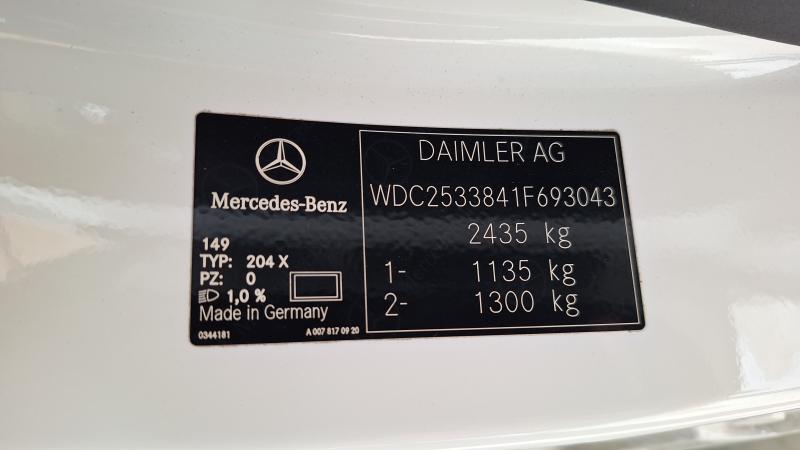 Mercedes-Benz
149
TYP: 204 X
PZ: 0
1,0 %
Made in Germany
0344181
A 007 817 09 20
DAIMLER AG
WDC2533841F693043
2435 kg
1- 1135 kg
2- 1300 kg